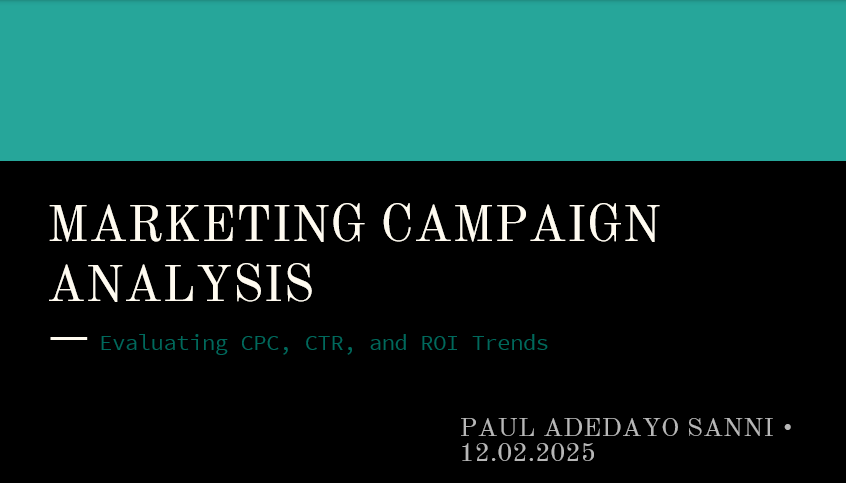 MARKETING CAMPAIGN
ANALYSIS
Evaluating CPC, CTR, and ROI Trends
PAUL ADEDAYO SANNI •
12.02.2025